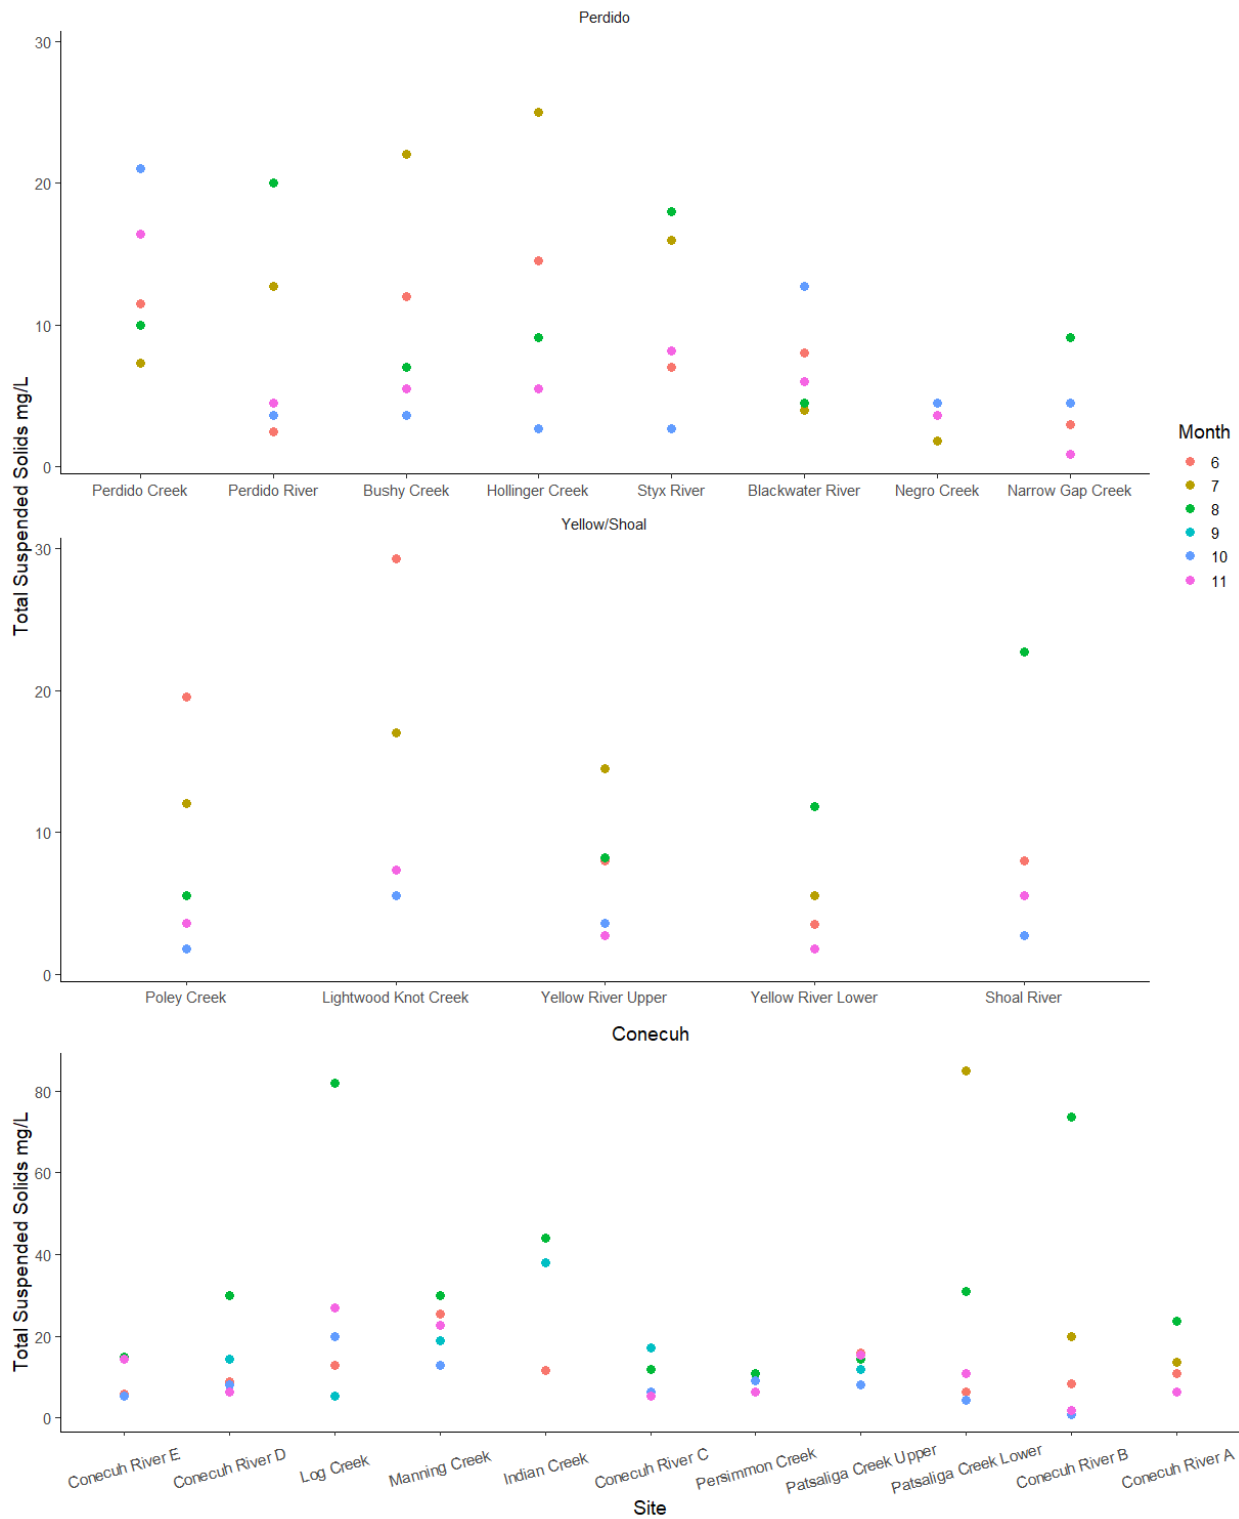 Perdido
Total Suspended Solids mg/L
30
20
10
0
Perdido Creek Perdido River Bushy Creek Hollinger Creek Styx River Blackwater River Negro Creek Narrow Gap Creek
Month
6
7
8
9
10
11
Yellow/Shoal
30
20
10
0
Poley Creek Lightwood Knot Creek Yellow River Upper Yellow River Lower Shoal River
Conecuh
Total Suspended Solids mg/L
80
60
40
20
0
Conecuh River E Conecuh River D Log Creek Manning Creek Indian Creek Conecuh River C Persimmon Creek Patsaliga Creek Upper Patsaliga Creek Lower Conecuh River B Conecuh River A
Site